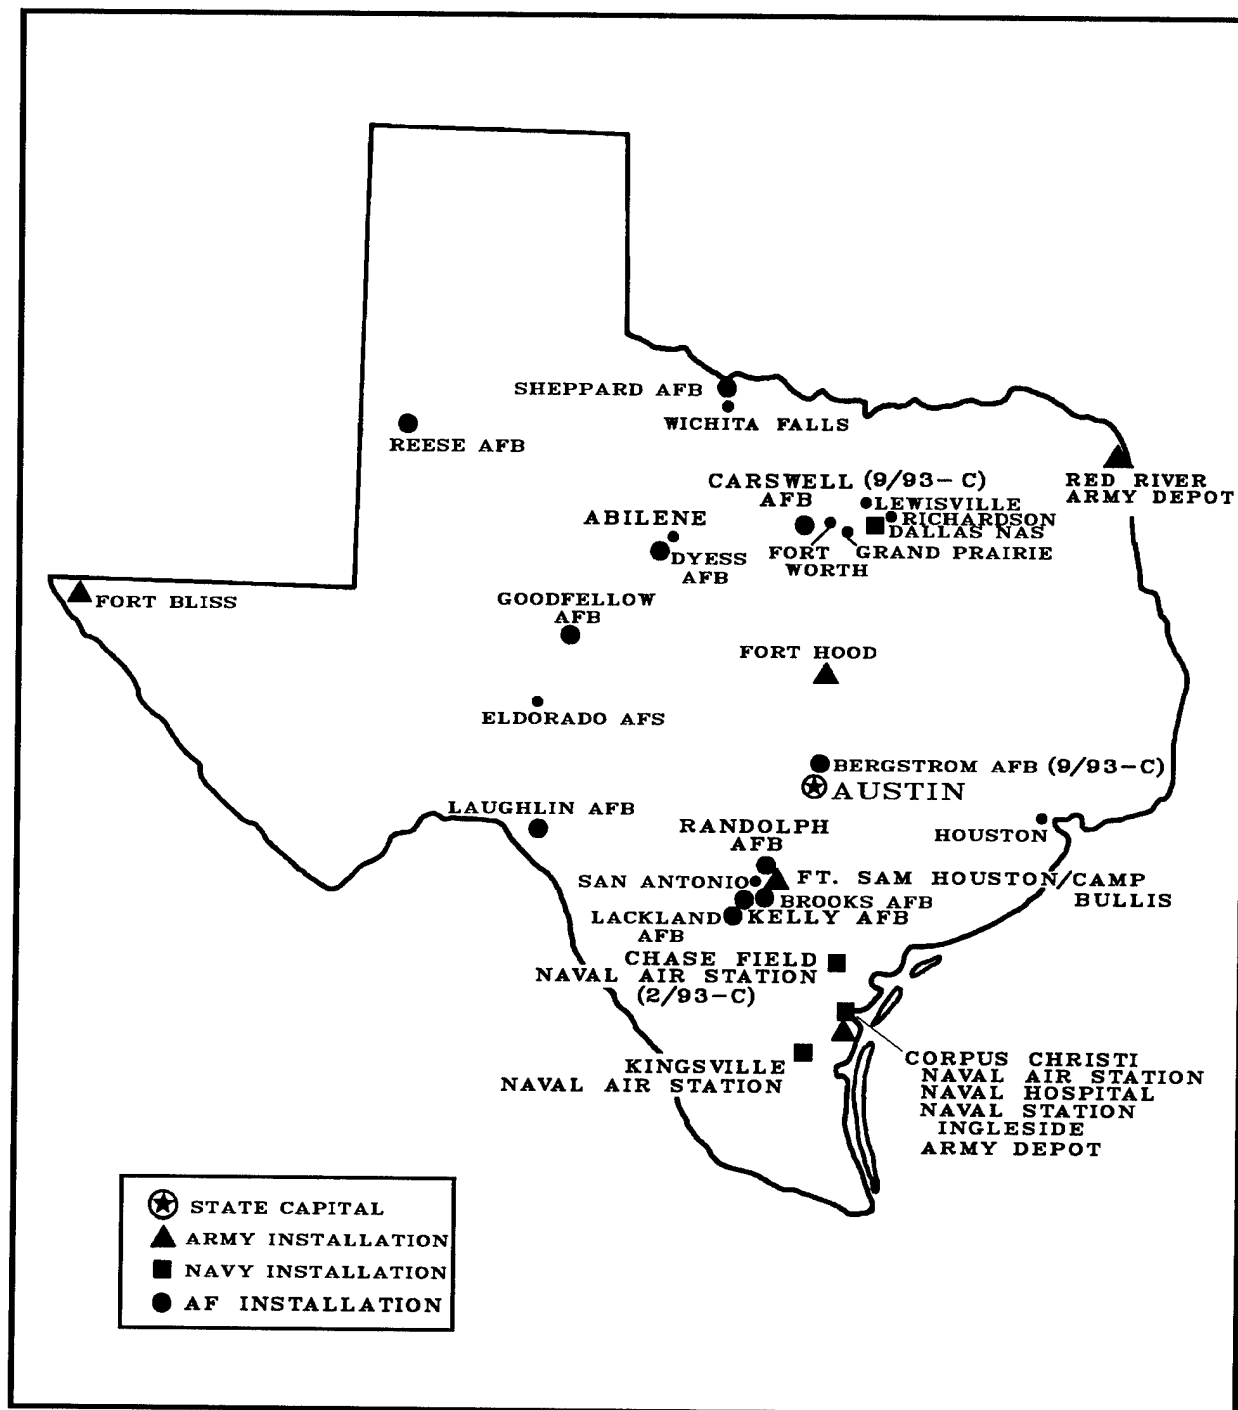 SHEPPARD AFB
WICHITA FALLS
REESE AFB
CARSWELL (9/93-C)
AFB
LEWISVILLE
RICHARDSON
DALLAS NAS
FORT
WORTH
GRAND PRAIRIE
RED RIVER
ARMY DEPOT
ABILENE
DYESS
AFB
FORT BLISS
GOODFELLOW
AFB
FORT HOOD
ELDORADO AFS
BERGSTROM AFB (9/93-C)
AUSTIN
LAUGHLIN AFB
HOUSTON
RANDOLPH
AFB
SAN ANTONIO
FT. SAM HOUSTON/CAMP
BULLIS
BROOKS AFB
LACKLAND
AFB
KELLY AFB
CHASE FIELD
NAVAL AIR STATION
(2/93-C)
KINGSVILLE
NAVAL AIR STATION
CORPUS CHRISTI
NAVAL AIR STATION
NAVAL HOSPITAL
NAVAL STATION
INGLESIDE
ARMY DEPOT
STATE CAPITAL
ARMY INSTALLATION
NAVY INSTALLATION
AF INSTALLATION